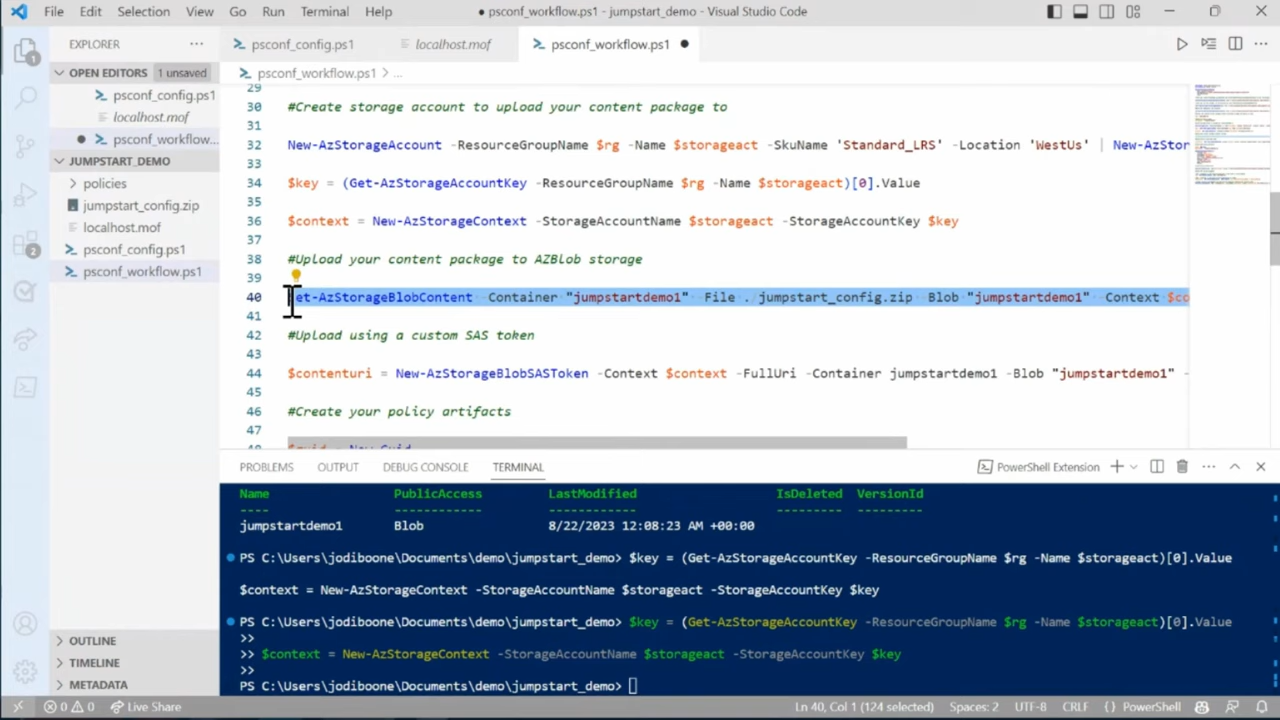 File Edit Selection View Go Run Terminal Help
● psconf_workflow.ps1 - jumpstart_demo - Visual Studio Code
EXPLORER
psconf_config.ps1
localhost.mof
psconf_workflow.ps1 ●
OPEN EDITORS 1 unsaved
psconf_workflow.ps1 > ...
psconf_config.ps1
localhost.mof
psconf_workflow...
JUMPSTART_DEMO
policies
jumpstart_config.zip
localhost.mof
psconf_config.ps1
psconf_workflow.ps1
1
2
29
30 #Create storage account to upload your content package to
31
32 New-AzStorageAccount -ResourceGroupName $rg -Name $storageact -SkuName 'Standard_LRS' -Location 'WestUs' | New-AzStor
33
34 $key = (Get-AzStorageAccountKey -ResourceGroupName $rg -Name $storageact)[0].Value
35
36 $context = New-AzStorageContext -StorageAccountName $storageact -StorageAccountKey $key
37
38 #Upload your content package to AZBlob storage
39
40 et-AzStorageBlobContent -Container "jumpstartdemo1" -File ./jumpstart_config.zip -Blob "jumpstartdemo1" -Context $co
41
42 #Upload using a custom SAS token
43
44 $contenturi = New-AzStorageBlobSASToken -Context $context -FullUri -Container jumpstartdemo1 -Blob "jumpstartdemo1" -
45
46 #Create your policy artifacts
47
48 $guid = New-Guid
PROBLEMS OUTPUT DEBUG CONSOLE TERMINAL
PowerShell Extension
Name PublicAccess LastModified IsDeleted VersionId
---- ------------ ------------ --------- ---------
jumpstartdemo1 Blob 8/22/2023 12:08:23 AM +00:00
PS C:\Users\jodiboone\Documents\demo\jumpstart_demo> $key = (Get-AzStorageAccountKey -ResourceGroupName $rg -Name $storageact)[0].Value
$context = New-AzStorageContext -StorageAccountName $storageact -StorageAccountKey $key
PS C:\Users\jodiboone\Documents\demo\jumpstart_demo> $key = (Get-AzStorageAccountKey -ResourceGroupName $rg -Name $storageact)[0].Value
>>
>> $context = New-AzStorageContext -StorageAccountName $storageact -StorageAccountKey $key
>>
PS C:\Users\jodiboone\Documents\demo\jumpstart_demo>
OUTLINE
TIMELINE
METADATA
0 0 Live Share
Ln 40, Col 1 (124 selected) Spaces: 2 UTF-8 CRLF {} PowerShell